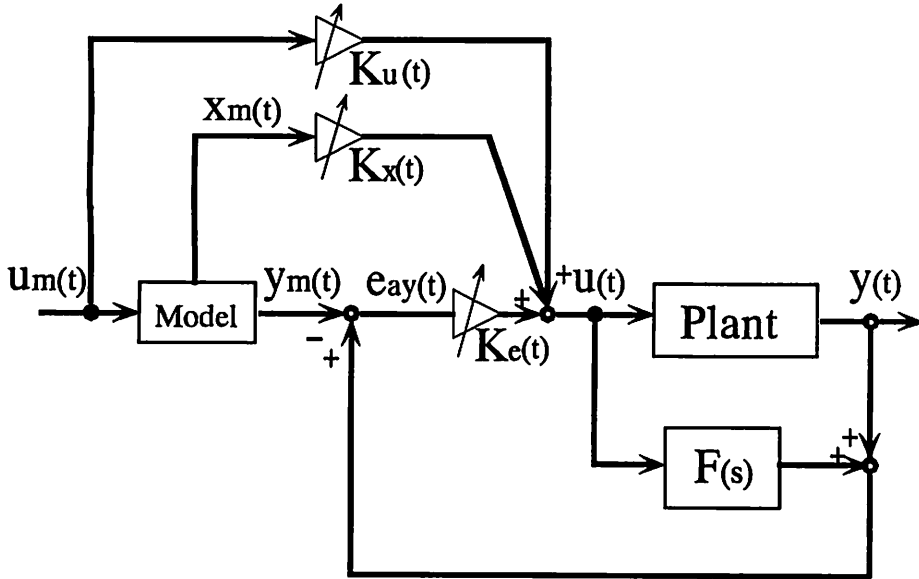 Ku(t)
xm(t)
Kx(t)
um(t)
Model
ym(t)
eay(t)
Ke(t)
+
+
u(t)
Plant
y(t)
-
+
F(s)
+
+